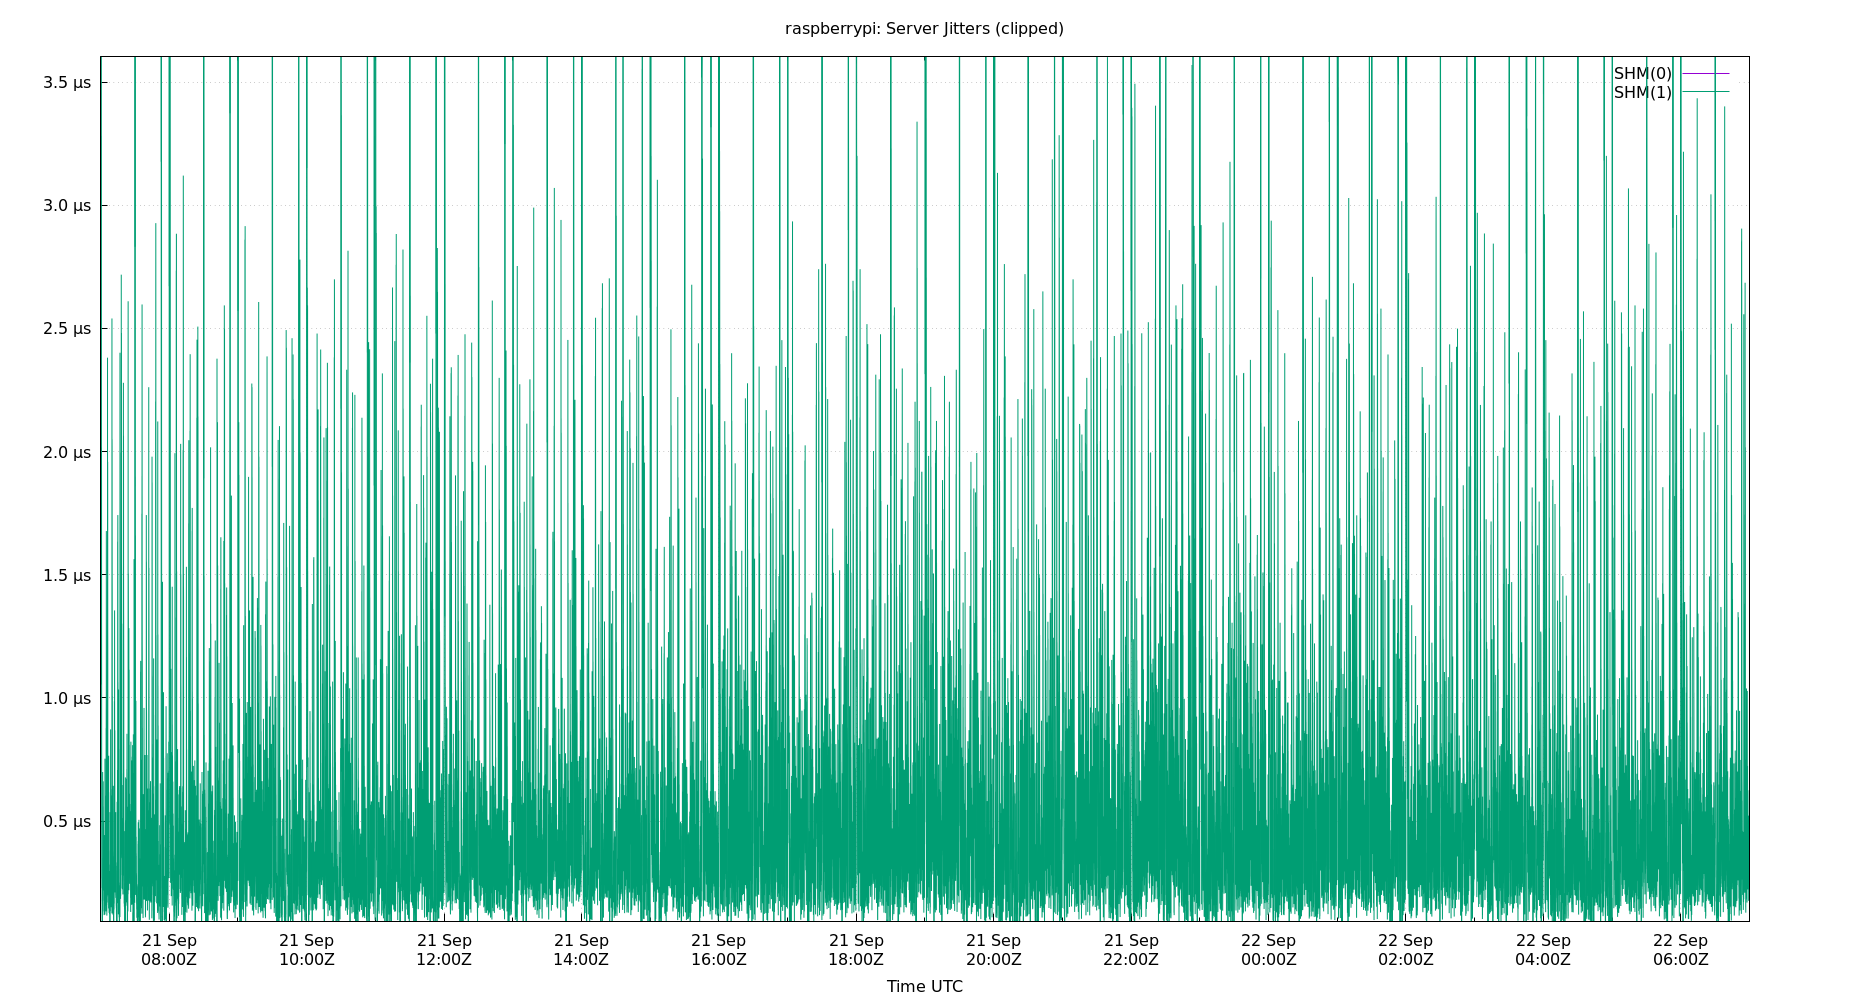 raspberrypi: Server Jitters (clipped)
SHM(0)
SHM(1)
3.5 µs
3.0 µs
2.5 µs
2.0 µs
1.5 µs
1.0 µs
0.5 µs
21 Sep 21 Sep 21 Sep 21 Sep 21 Sep 21 Sep 21 Sep 21 Sep 22 Sep 22 Sep 22 Sep 22 Sep
08:00Z 10:00Z 12:00Z 14:00Z 16:00Z 18:00Z 20:00Z 22:00Z 00:00Z 02:00Z 04:00Z 06:00Z
Time UTC